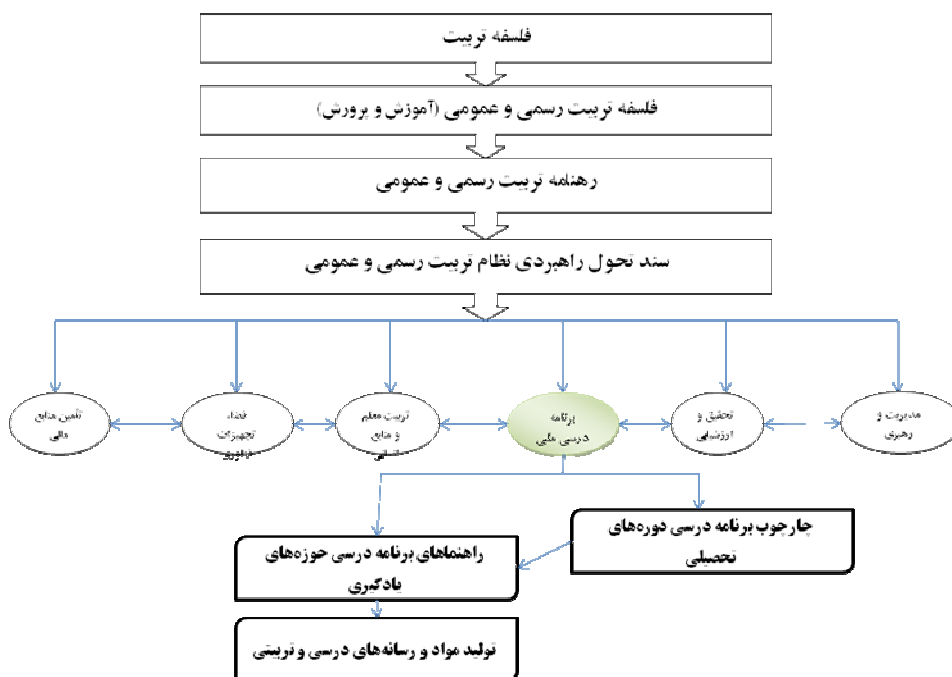 فلسفه تربیت
فلسفه تربیت رسمی و عمومی (آموزش و پرورش)
رهنامه تربیت رسمی و عمومی
سند تحول راهبردی نظام تربیت رسمی و عمومی
مدیریت و
رهبری
تحقیق و
ارزشیابی
برنامه
درسی ملی
تربیت معلم
و منابع
تجهیزات
تأمین منابع
مالی
چارچوب برنامه درسی دوره‌های
تحصیلی
راهنماهای برنامه درسی حوزه‌های
یادگیری
تولید مواد و رسانه‌های درسی و تربیتی